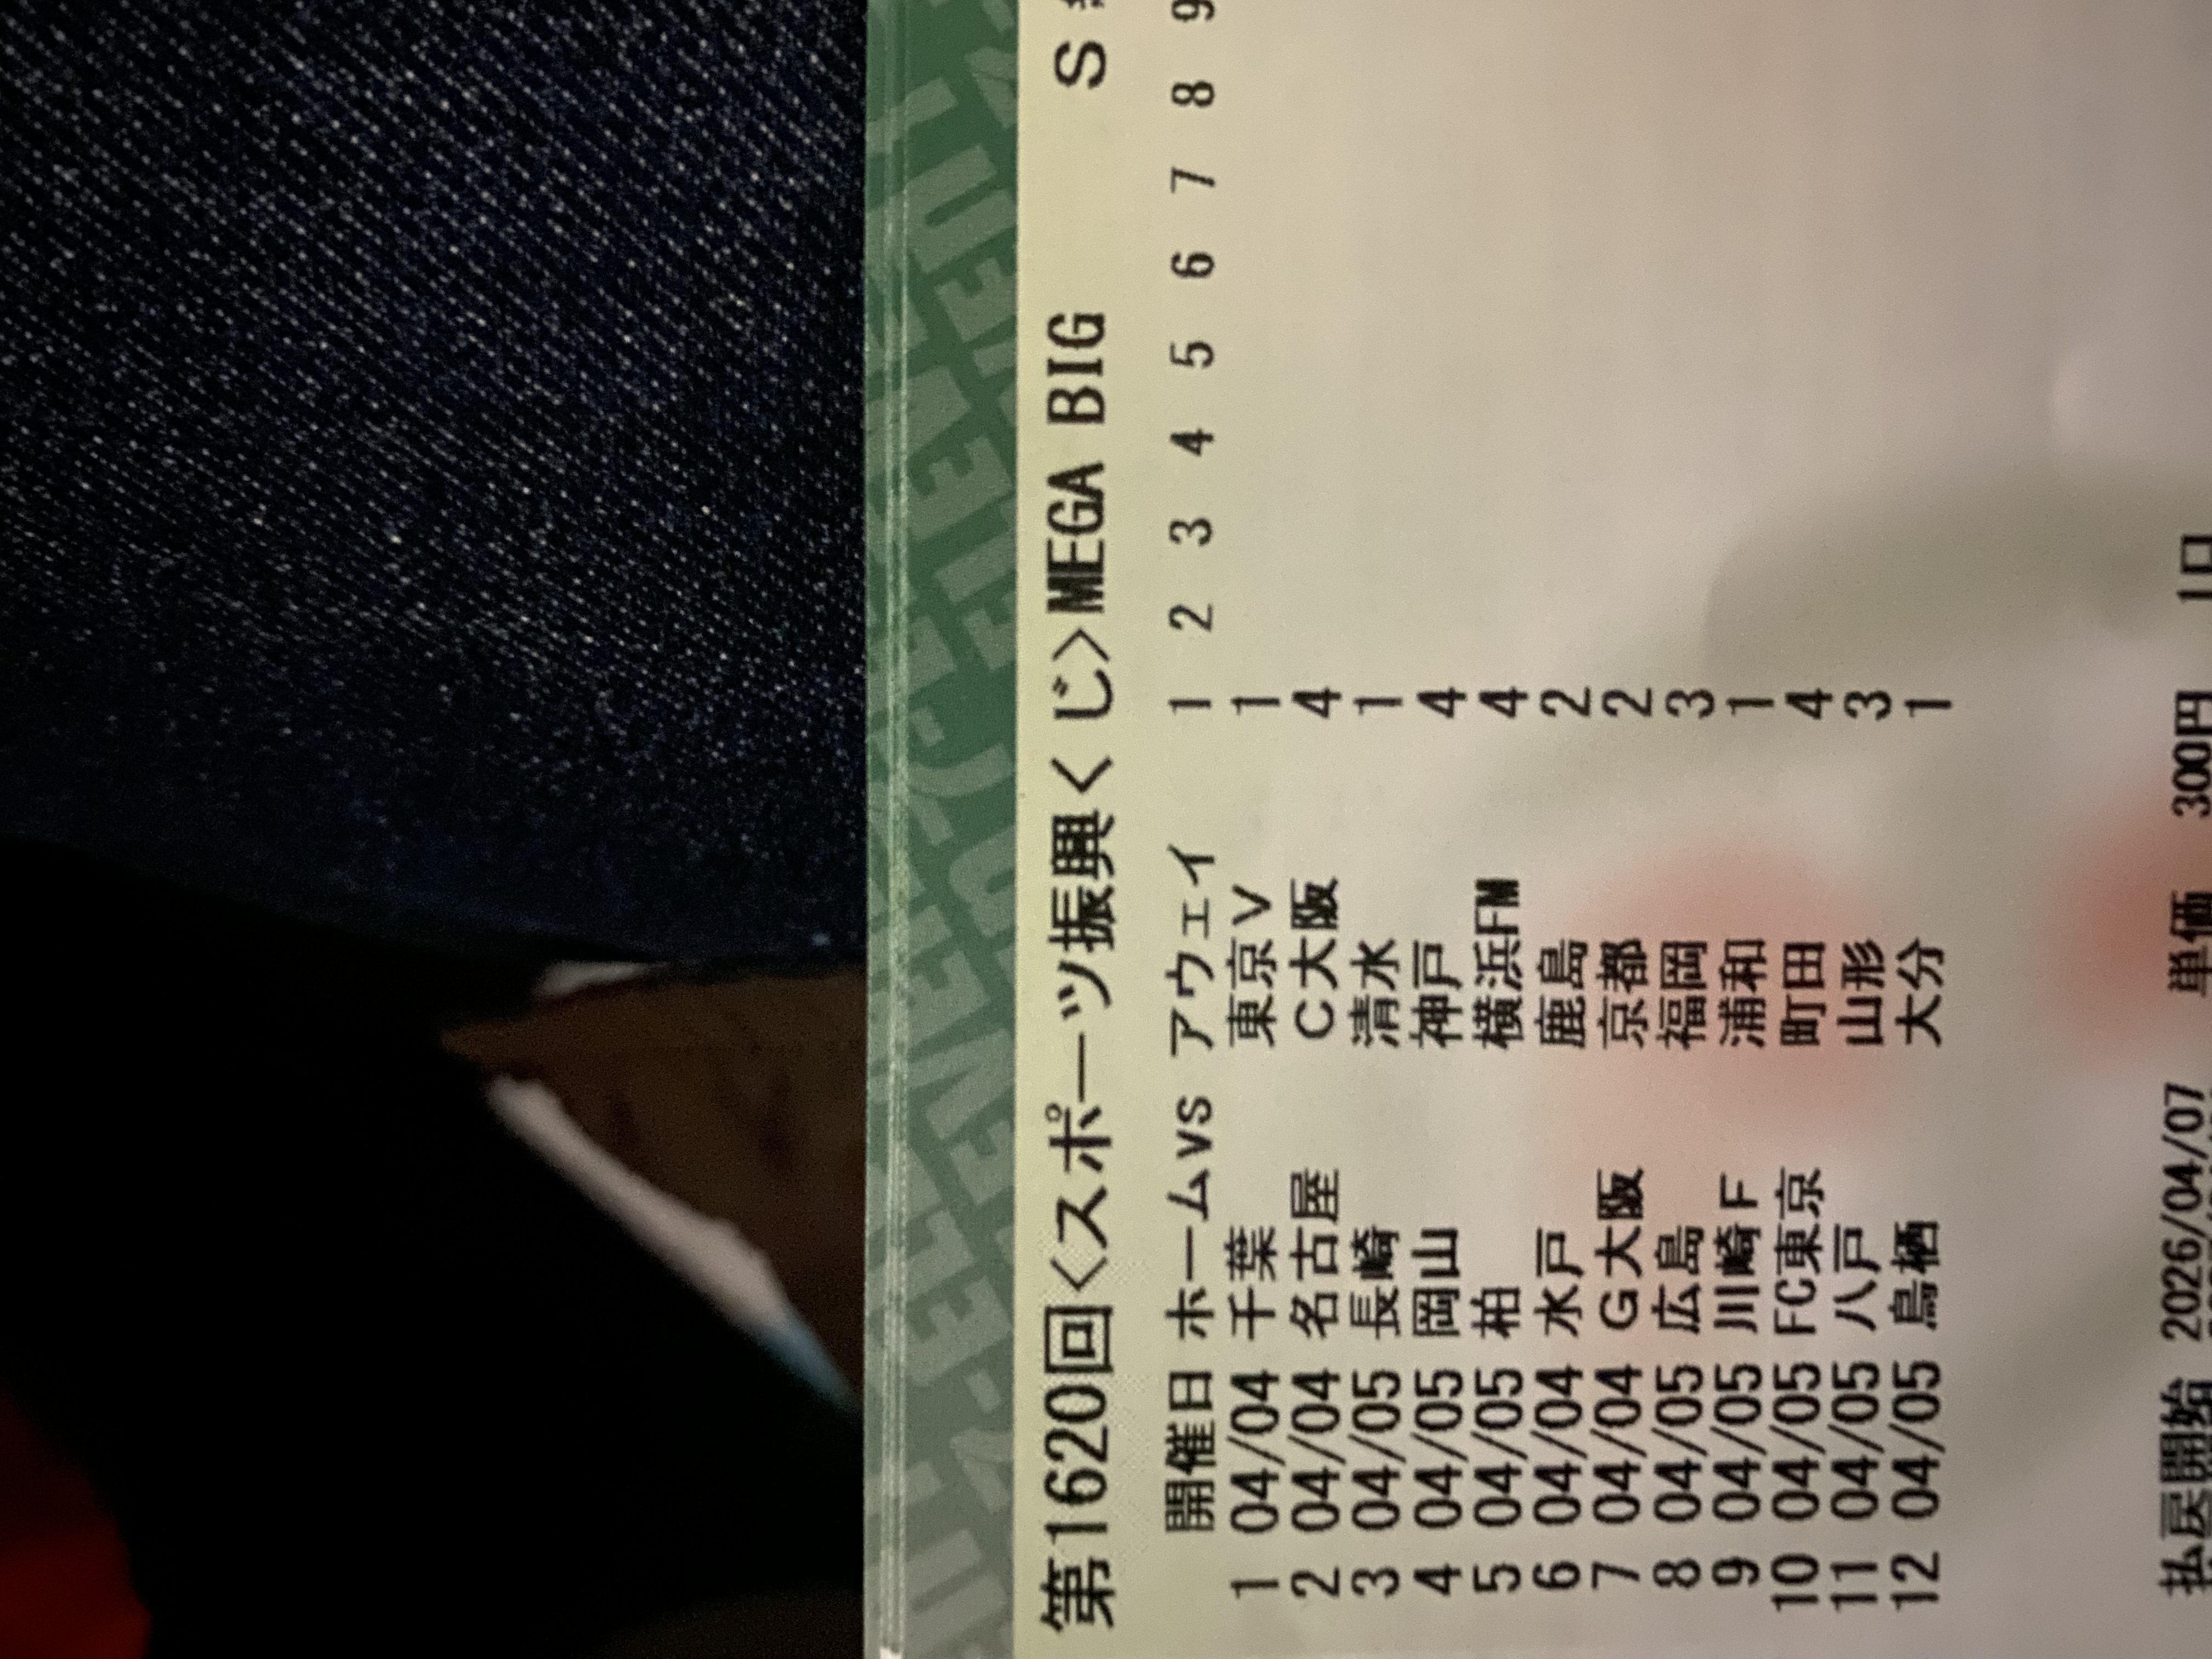 第1620回<スポーツ振興くじ>MEGA BIG S
開催日 ホームvs アウェイ 1 2 3 4 5 6 7 8 9
1 04/04 千葉 東京V 1
2 04/04 名古屋 C大阪 4
3 04/05 長崎 清水 1
4 04/05 岡山 神戸 4
5 04/05 柏 横浜FM 4
6 04/04 水戸 鹿島 2
7 04/04 G大阪 京都 2
8 04/05 広島 福岡 3
9 04/05 川崎F 浦和 1
10 04/05 FC東京 町田 4
11 04/05 八戸 山形 3
12 04/05 鳥栖 大分 1
払戻開始 2026/04/07 単価 300円 1口